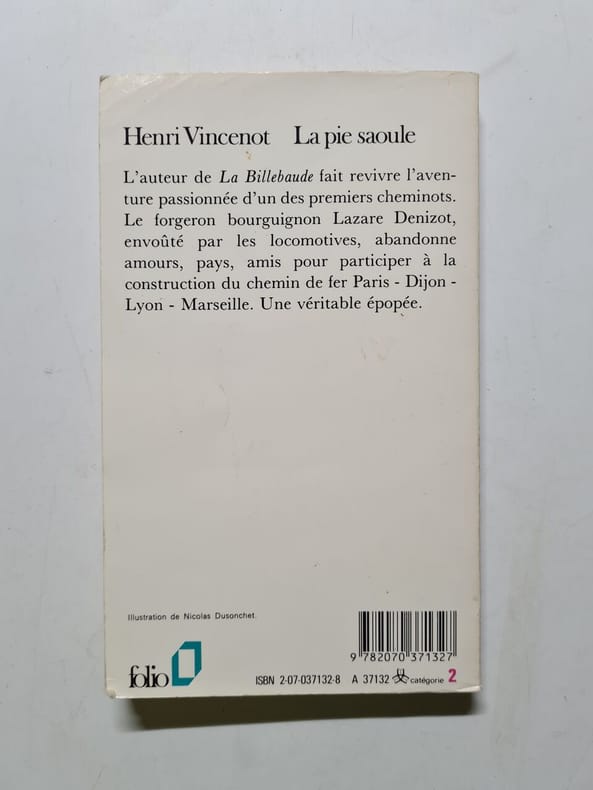 Henri Vincenot La pie saoule
L'auteur de La Billebaude fait revivre l'aven-
ture passionnée d'un des premiers cheminots.
Le forgeron bourguignon Lazare Denizot,
envoûté par les locomotives, abandonne
amours, pays, amis pour participer à la
construction du chemin de fer Paris - Dijon -
Lyon - Marseille. Une véritable épopée.
Illustration de Nicolas Dusonchet.
9 782070 371327
folio
ISBN 2-07-037132-8 A 37132 catégorie 2